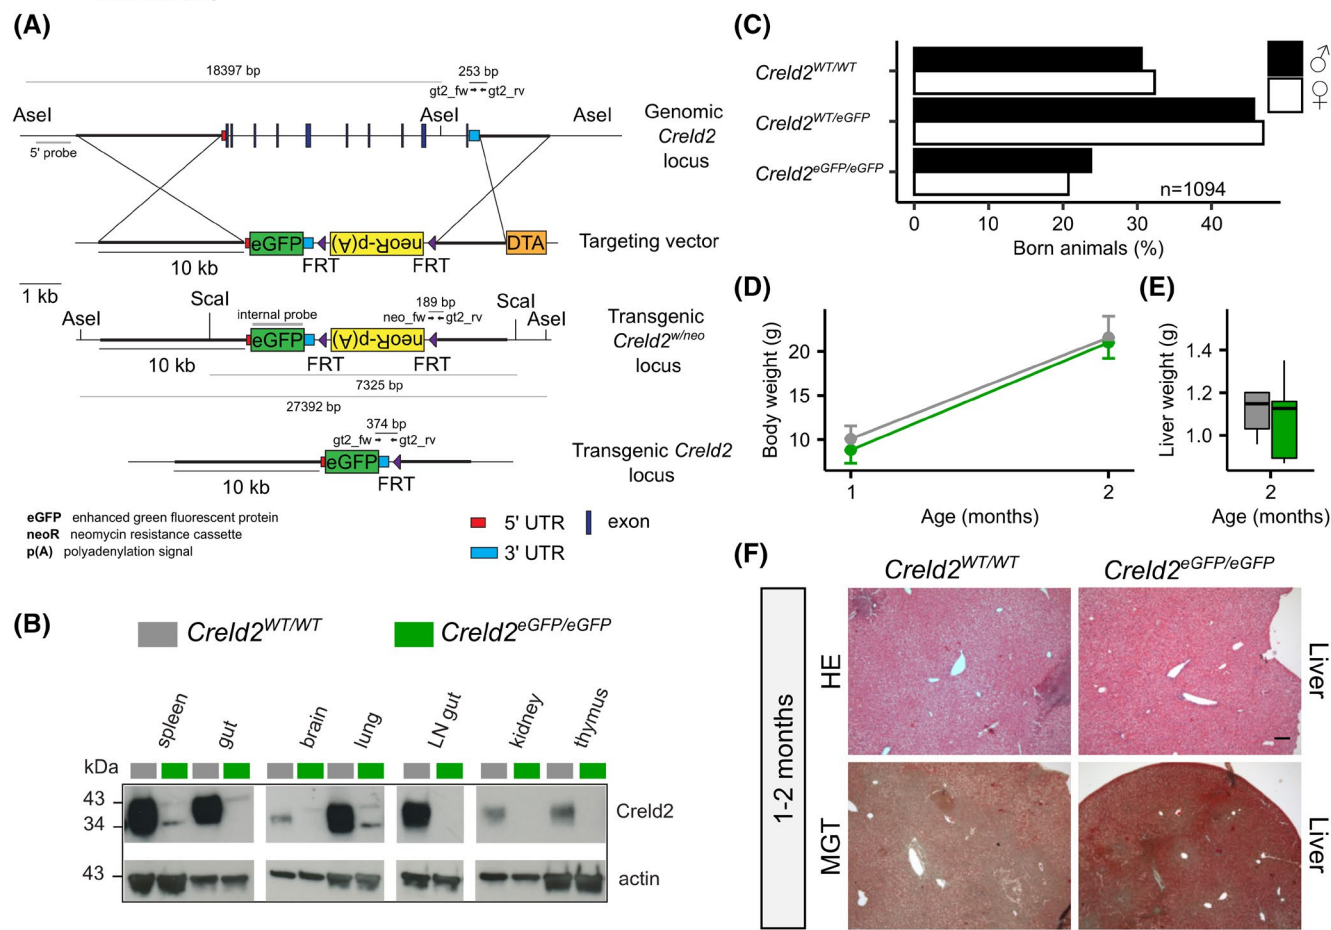 (A)
18397 bp
253 bp
gt2_fw gt2_rv
AseI
AseI
AseI
5' probe
Genomic
Creld2
locus
eGFP
neoR-p(A)
DTA
FRT
FRT
10 kb
Targeting vector
1 kb
AseI
ScaI
internal probe
189 bp
neo_fw gt2_rv
ScaI
AseI
eGFP
neoR-p(A)
10 kb
FRT
FRT
Transgenic
Creld2w/neo
locus
7325 bp
27392 bp
374 bp
gt2_fw gt2_rv
eGFP
10 kb
FRT
Transgenic Creld2
locus
eGFP enhanced green fluorescent protein
neoR neomycin resistance cassette
p(A) polyadenylation signal
5' UTR
exon
3' UTR
(B)
Creld2WT/WT
Creld2eGFP/eGFP
spleen
gut
brain
lung
LN gut
kidney
thymus
kDa
43
34
Creld2
43
actin
(C)
♂
♀
Creld2WT/WT
Creld2WT/eGFP
Creld2eGFP/eGFP
n=1094
0 10 20 30 40
Born animals (%)
(D)
Body weight (g)
20
15
10
1 2
Age (months)
(E)
Liver weight (g)
1.4
1.2
1.0
2
Age (months)
(F)
Creld2WT/WT
Creld2eGFP/eGFP
1-2 months
HE
Liver
MGT
Liver